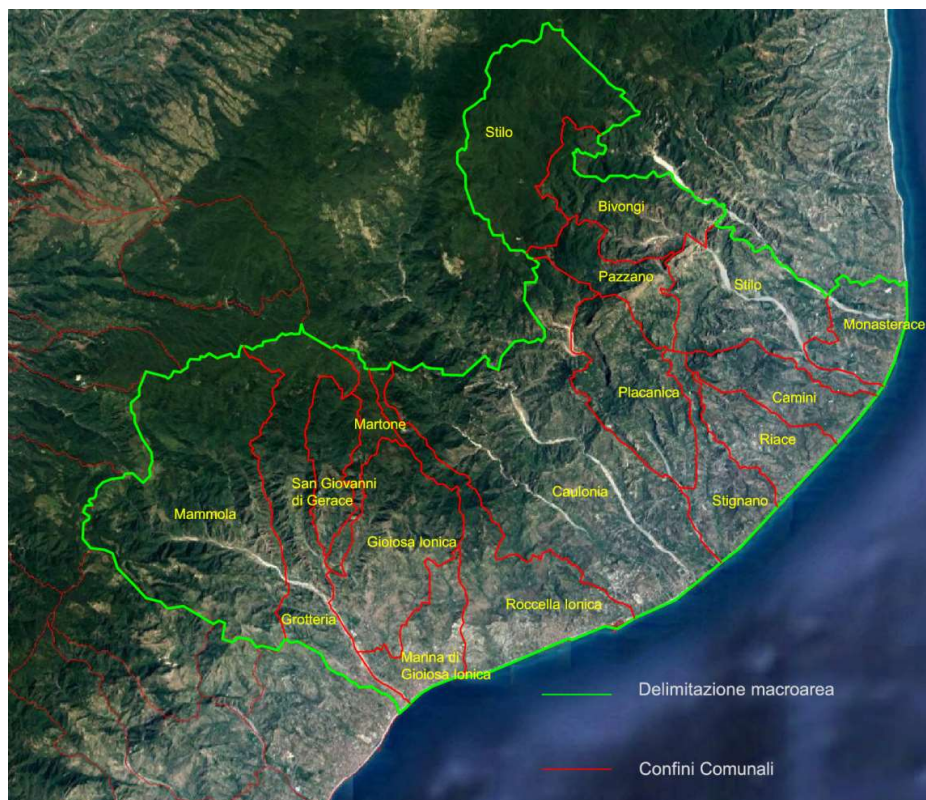 Stilo
Bivongi
Pazzano
Stilo
Monasterace
Placanica
Camini
Martone
Riace
San Giovanni
di Gerace
Caulonia
Stignano
Mammola
Gioiosa Ionica
Roccella Ionica
Grotteria
Marina di
Gioiosa Ionica
Delimitazione macroarea
Confini Comunali